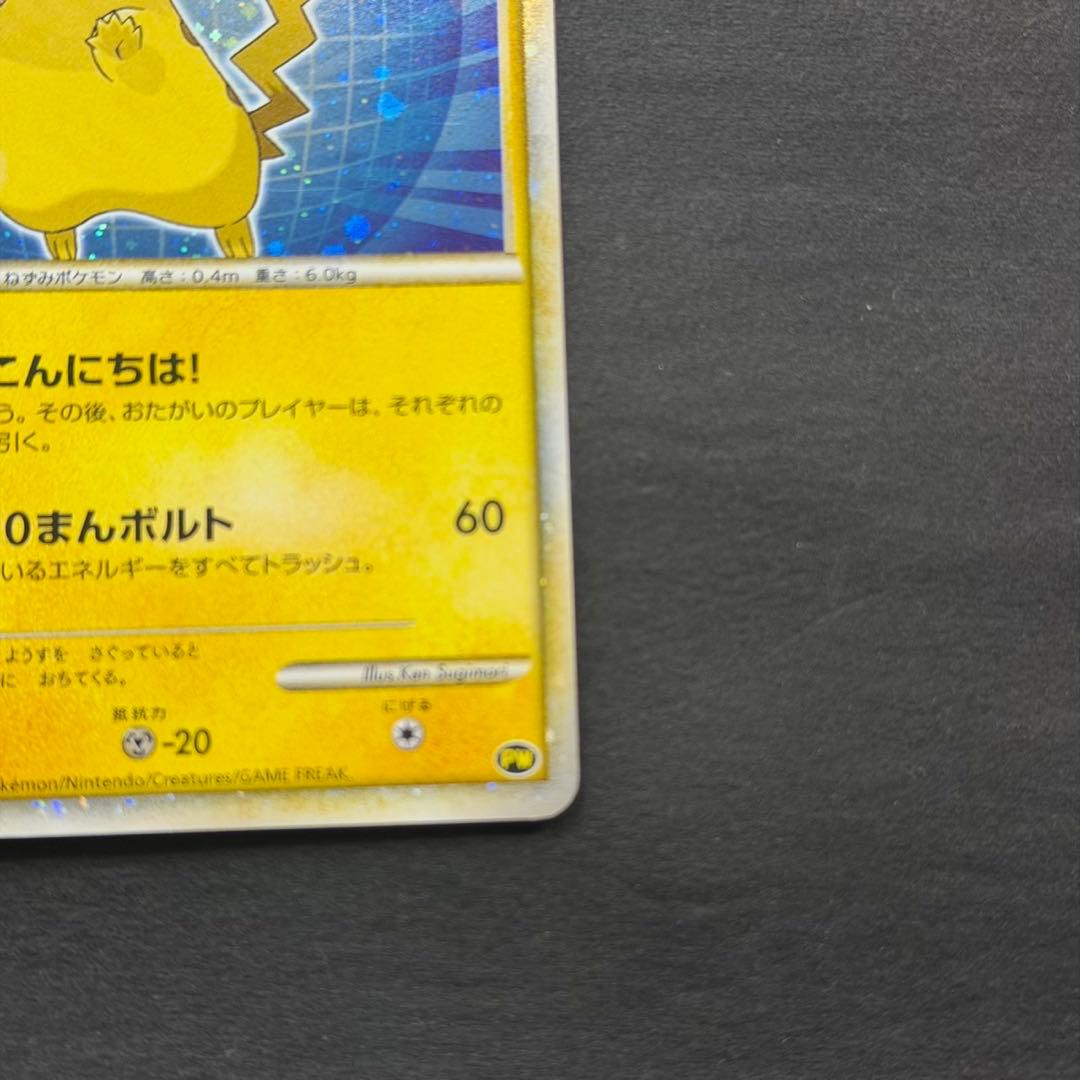 ねずみポケモン 高さ:0.4m 重さ:6.0kg
こんにちは!
う。その後、おたがいのプレイヤーは、それぞれの
引く。
0まんボルト 60
いるエネルギーをすべてトラッシュ。
ようすを さぐっていると
に おちてくる。
Illus. Ken Sugimori
抵抗力 にげる
-20
PW
kémon/Nintendo/Creatures/GAME FREAK.